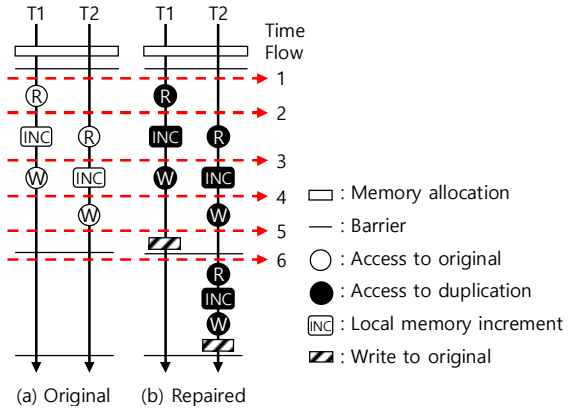 T1 T2 T1 T2 Time
Flow
1
R R
2
INC R INC R
3
W INC W INC
4
W W
5
6
R
INC
W
: Memory allocation
: Barrier
: Access to original
: Access to duplication
INC : Local memory increment
: Write to original
(a) Original (b) Repaired